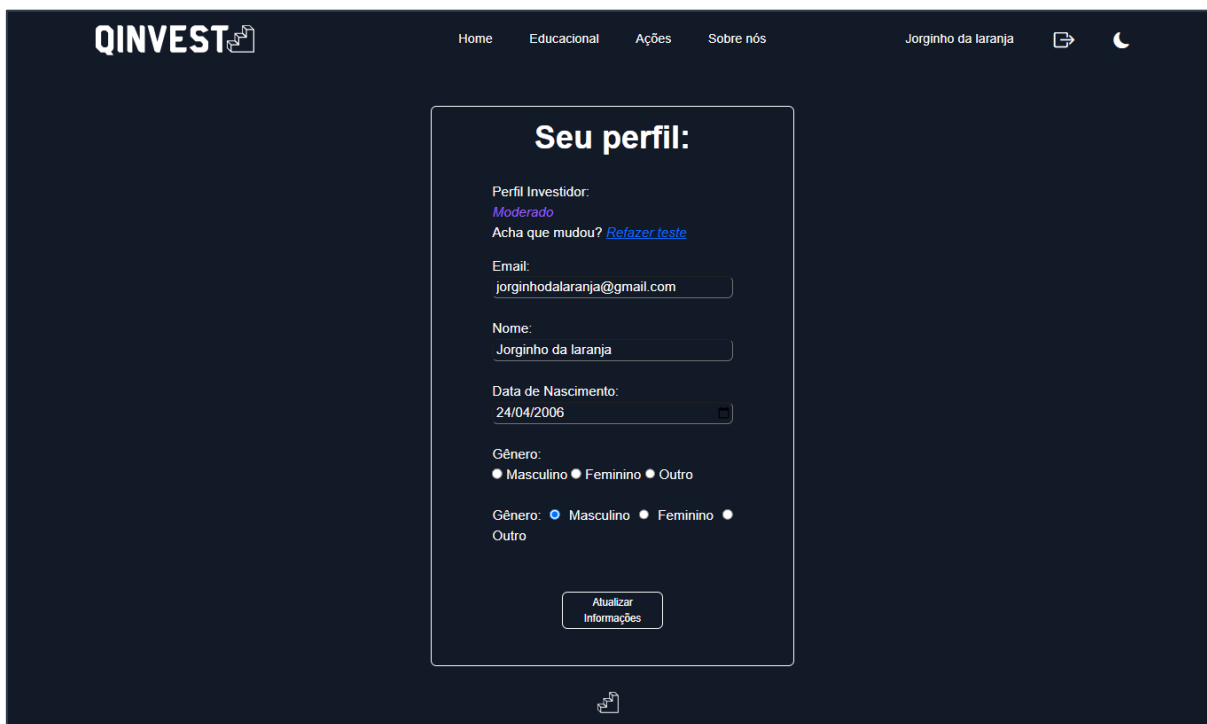 QINVEST
Home Educacional Ações Sobre nós Jorginho da laranja
Seu perfil:
Perfil Investidor:
Moderado
Acha que mudou? Refazer teste
Email:
jorginhodalaranja@gmail.com
Nome:
Jorginho da laranja
Data de Nascimento:
24/04/2006
Gênero:
Masculino Feminino Outro
Gênero: Masculino Feminino
Outro
Atualizar
Informações